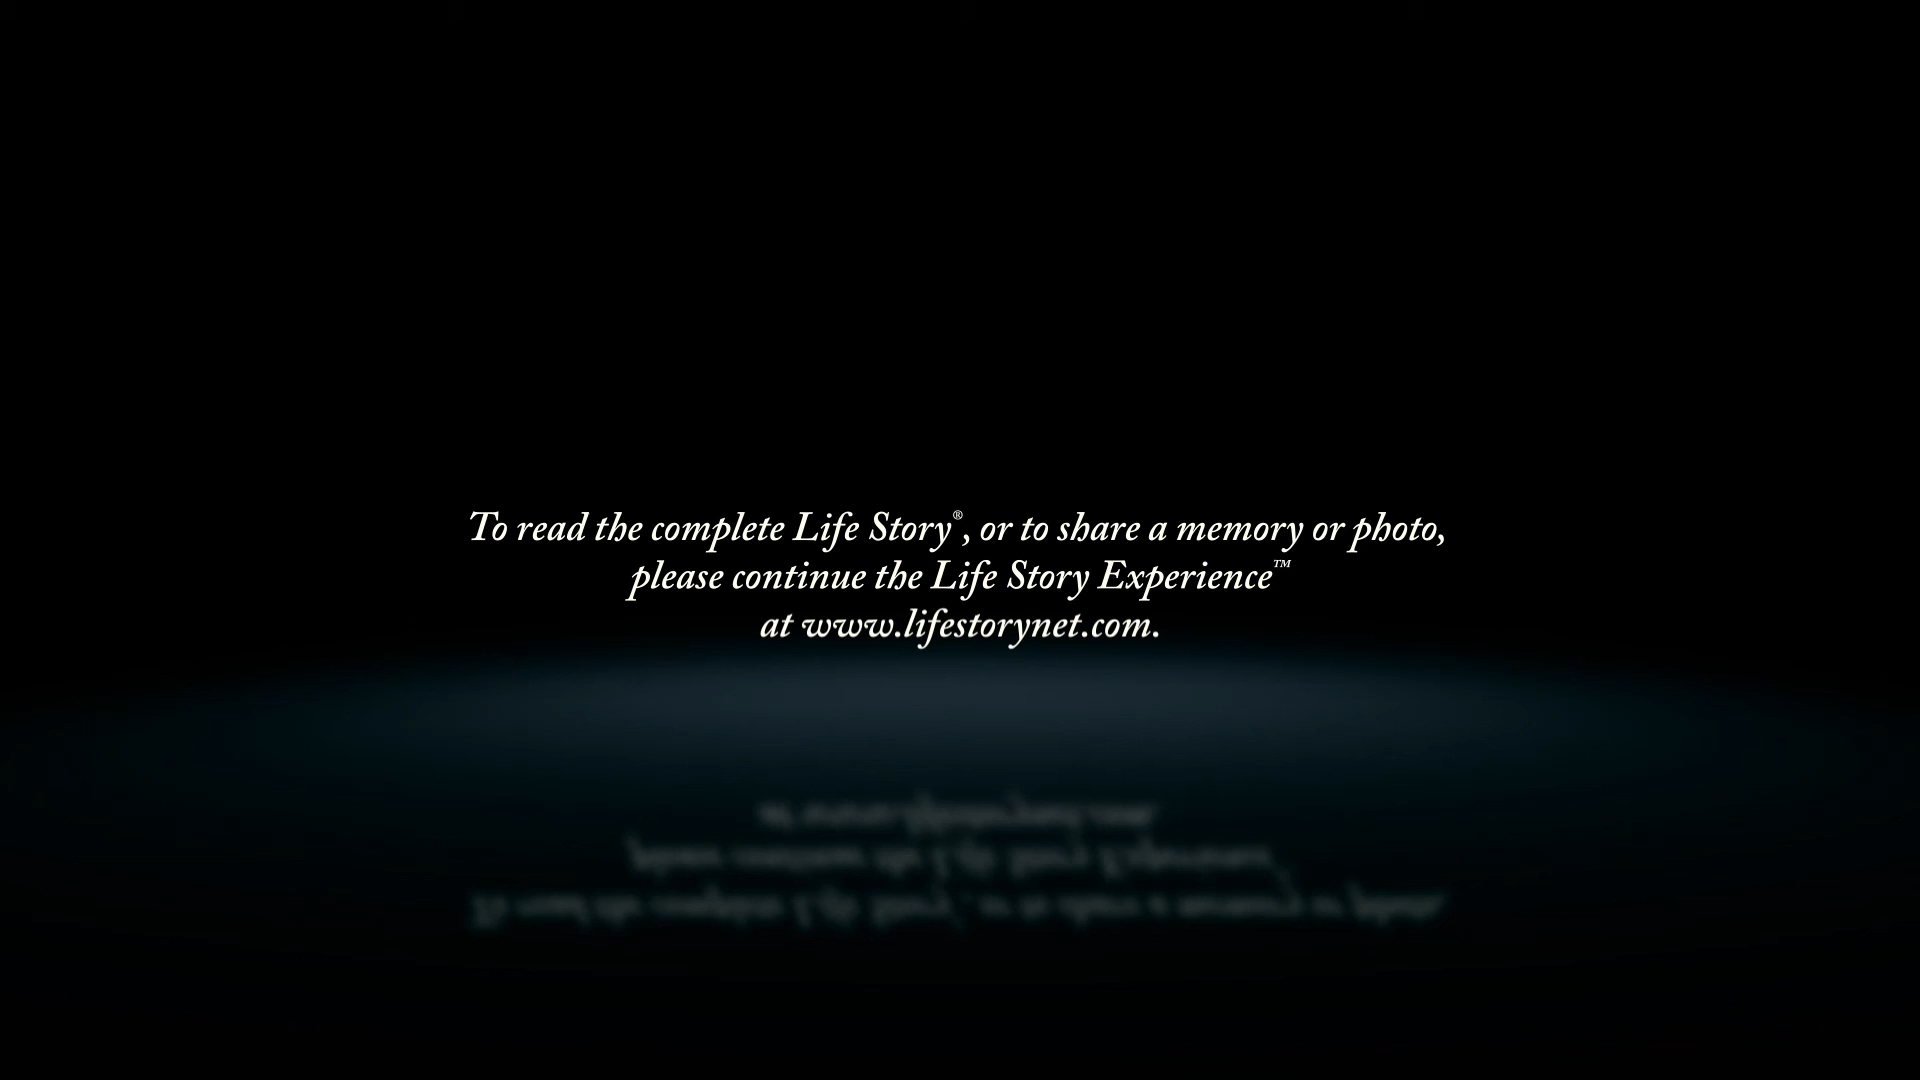 To read the complete Life Story®, or to share a memory or photo,
please continue the Life Story Experience™
at www.lifestorynet.com.